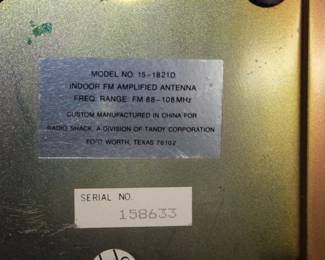 MODEL NO. 15-1821D
INDOOR FM AMPLIFIED ANTENNA
FREQ. RANGE: FM 88-108MHz
CUSTOM MANUFACTURED IN CHINA FOR
RADIO SHACK, A DIVISION OF TANDY CORPORATION
FORT WORTH, TEXAS 76102
SERIAL NO.
158633